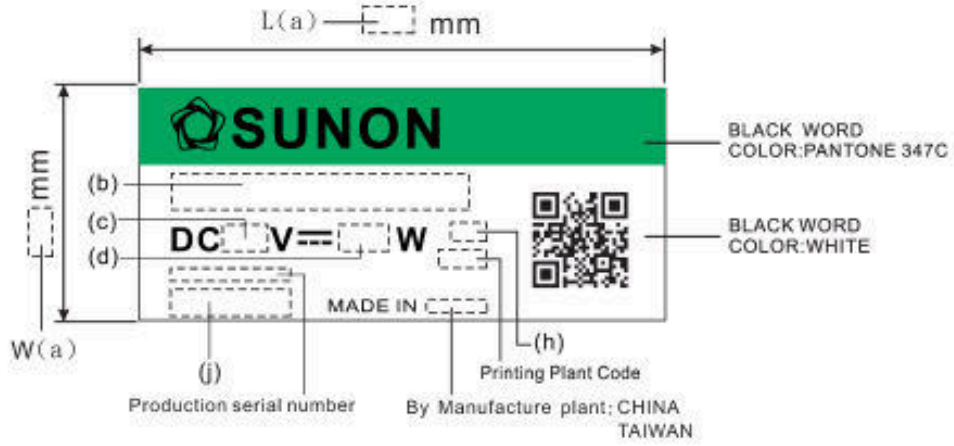 L(a) mm
SUNON
BLACK WORD
COLOR:PANTONE 347C
mm
W(a)
(b)
(c)
DC V W
(d)
BLACK WORD
COLOR:WHITE
MADE IN
(h)
(j)
Printing Plant Code
Production serial number
By Manufacture plant; CHINA
TAIWAN